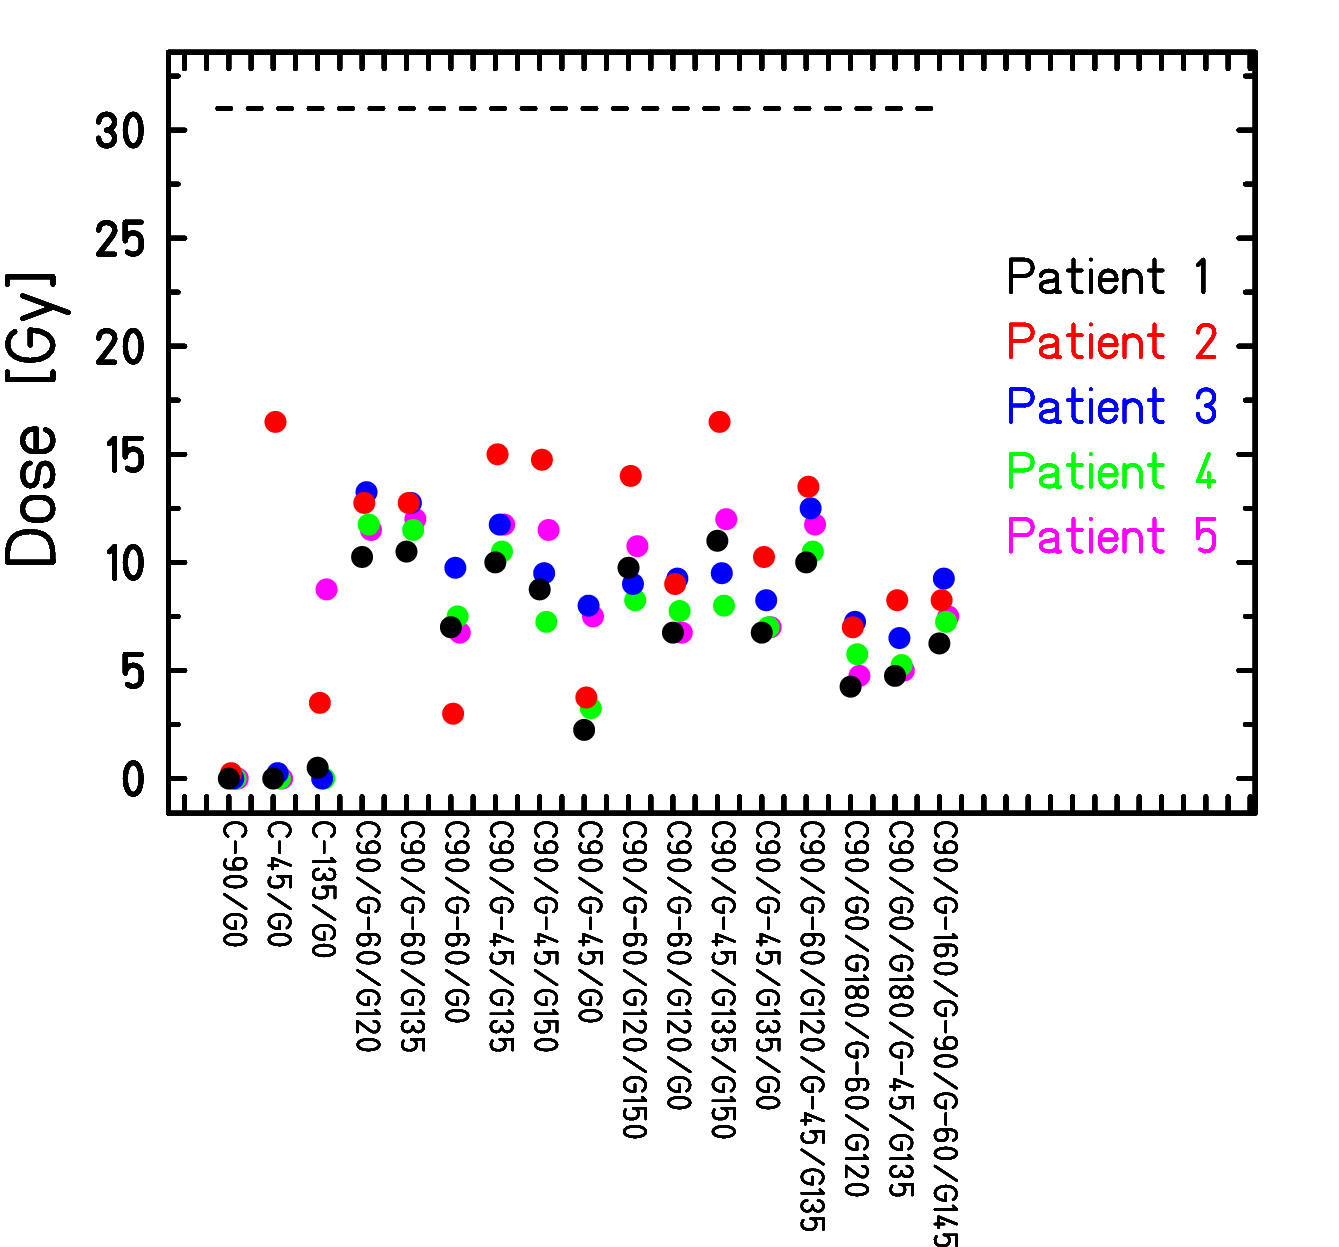 Dose [Gy]
30
25
20
15
10
5
0
Patient 1
Patient 2
Patient 3
Patient 4
Patient 5
C-90/G0
C-45/G0
C-135/G0
C90/G-60/G120
C90/G-60/G135
C90/G-60/G0
C90/G-45/G135
C90/G-45/G150
C90/G-45/G0
C90/G-60/G120/G150
C90/G-60/G120/G0
C90/G-45/G135/G150
C90/G-45/G135/G0
C90/G-60/G120/G-45/G135
C90/G0/G180/G-60/G120
C90/G0/G180/G-45/G135
C90/G-160/G-90/G-60/G145